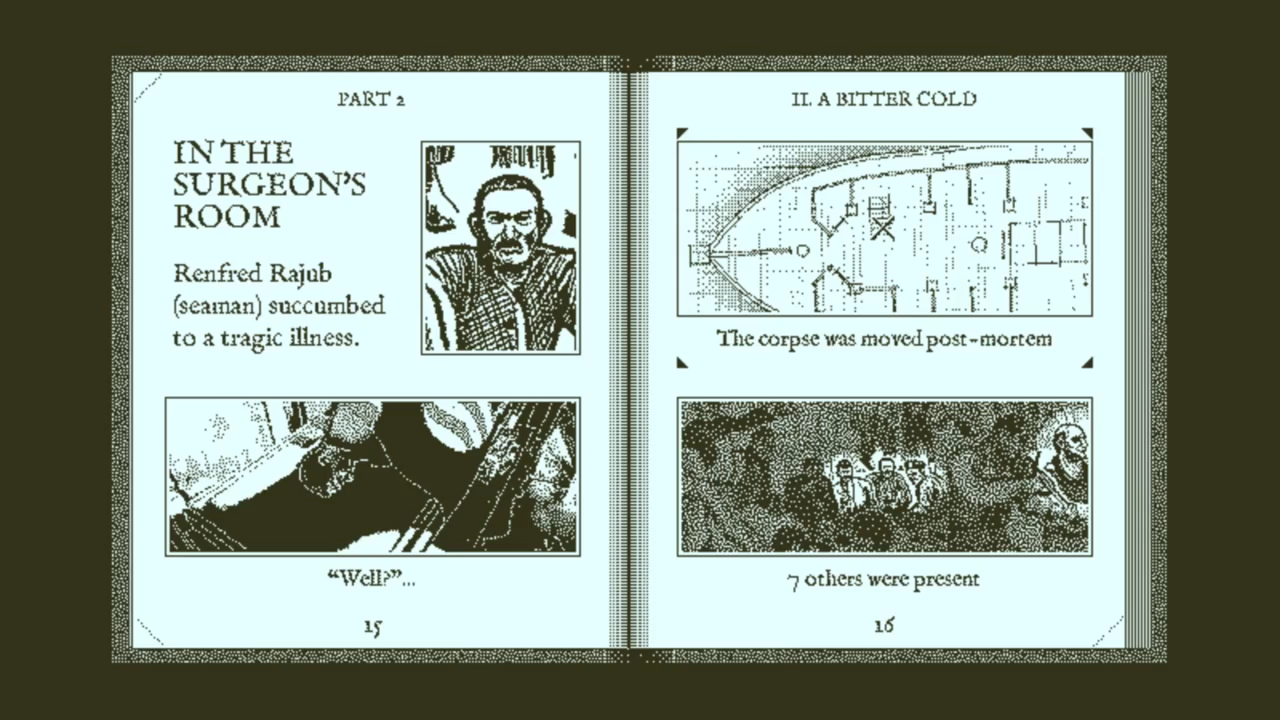 PART 2
IN THE
SURGEON'S
ROOM
Renfred Rajub
(seaman) succumbed
to a tragic illness.
“Well?”...
15
II. A BITTER COLD
The corpse was moved post-mortem
7 others were present
16